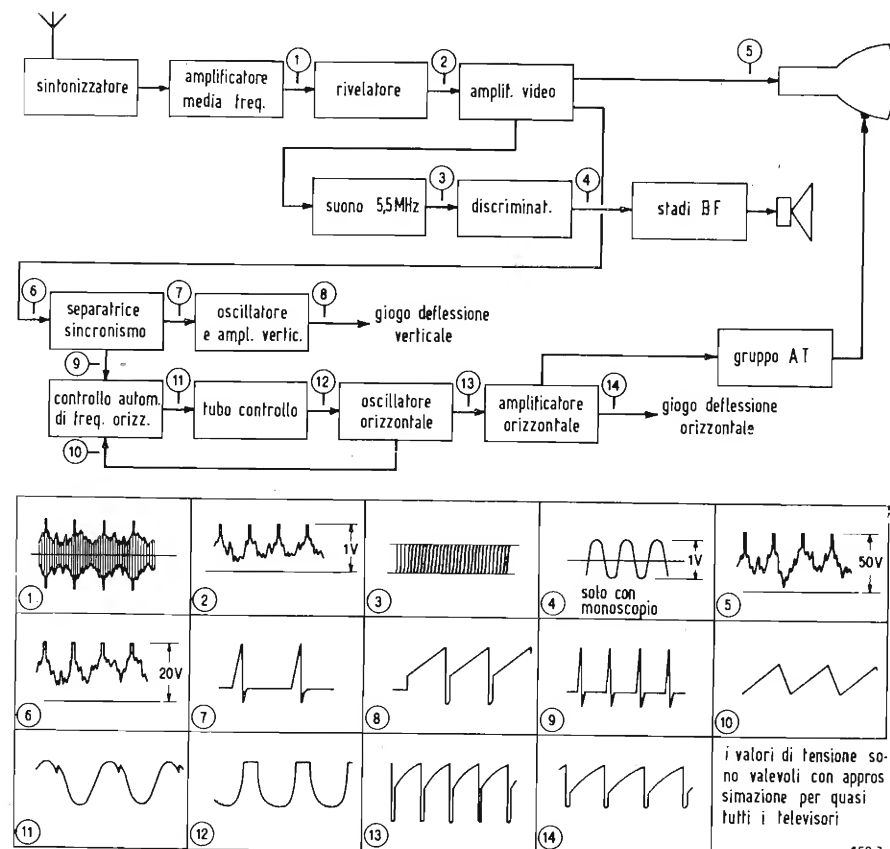 sintonizzatore
amplificatore
media freq.
1
rivelatore
2
amplif. video
5
suono 5,5MHz
3
discriminat.
4
stadi BF
6
separatrice
sincronismo
7
oscillatore
e ampl. vertic.
8
giogo deflessione
verticale
9
controllo autom.
di freq. orizz.
10
11
tubo controllo
12
oscillatore
orizzontale
13
amplificatore
orizzontale
14
giogo deflessione
orizzontale
gruppo AT
1
1V
2
3
1V
solo con
monoscopio
4
50V
5
20V
6
7
8
9
10
11
12
13
14
i valori di tensione so-
no valevoli con appros
simazione per quasi
tutti i televisori